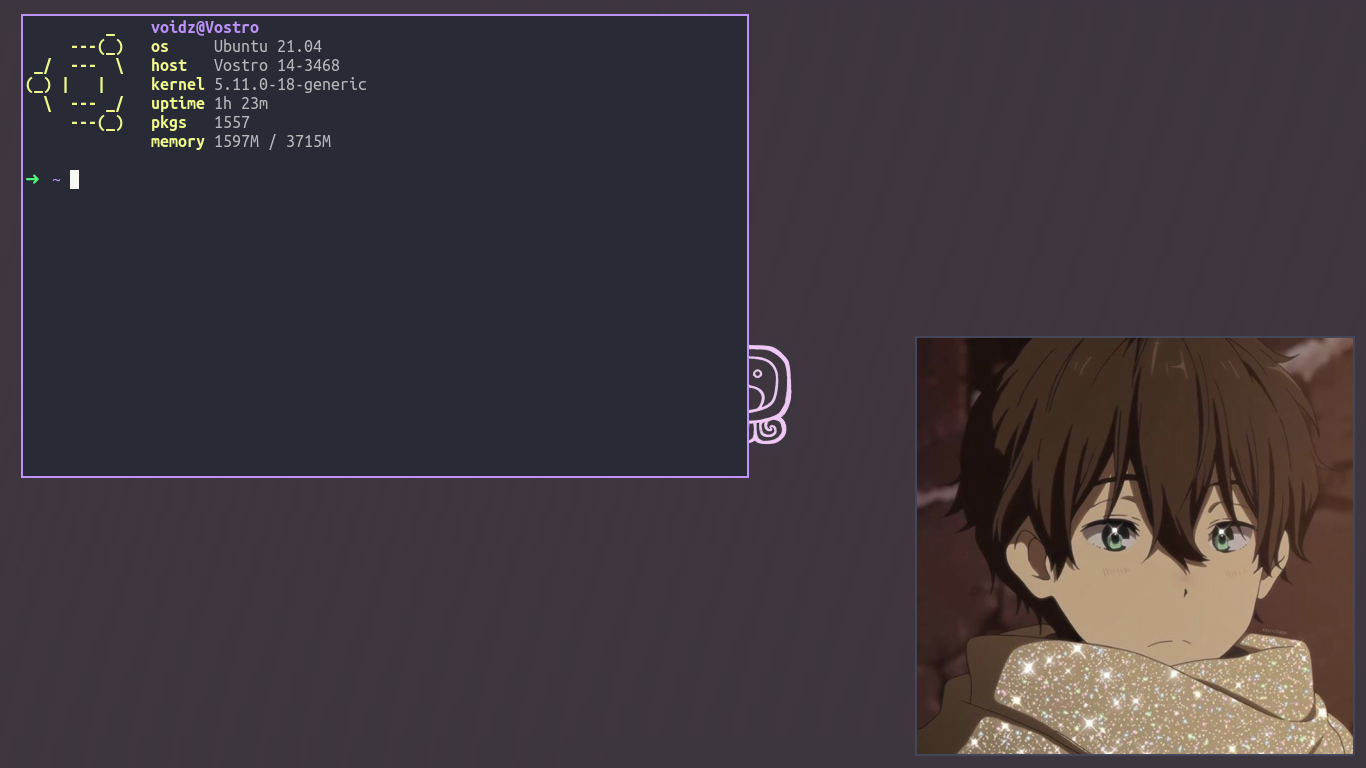 voidz@Vostro
os Ubuntu 21.04
host Vostro 14-3468
kernel 5.11.0-18-generic
uptime 1h 23m
pkgs 1557
memory 1597M / 3715M
➜ ~